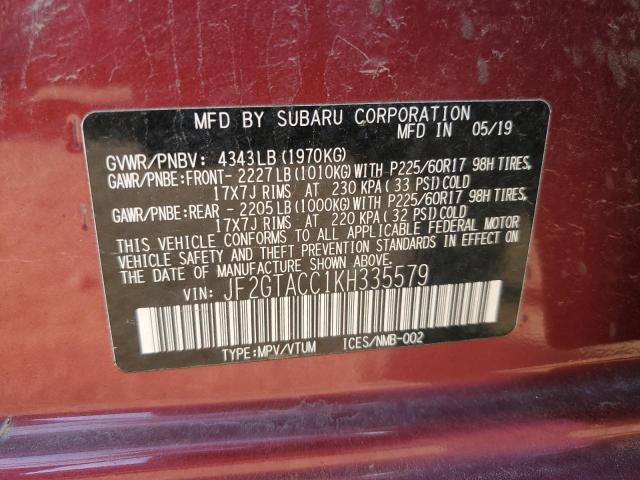 MFD BY SUBARU CORPORATION
MFD IN 05/19
GVWR/PNBV: 4343LB (1970KG)
GAWR/PNBE:FRONT- 2227LB (1010KG)WITH P225/60R17 98H TIRES,
17X7J RIMS AT 230 KPA (33 PSI)COLD
GAWR/PNBE:REAR - 2205LB (1000KG)WITH P225/60R17 98H TIRES,
17X7J RIMS AT 220 KPA (32 PSI)COLD
THIS VEHICLE CONFORMS TO ALL APPLICABLE FEDERAL MOTOR
VEHICLE SAFETY AND THEFT PREVENTION STANDARDS IN EFFECT ON
THE DATE OF MANUFACTURE SHOWN ABOVE.
VIN: JF2GTACC1KH335579
TYPE:MPV/VTUM ICES/NMB-002